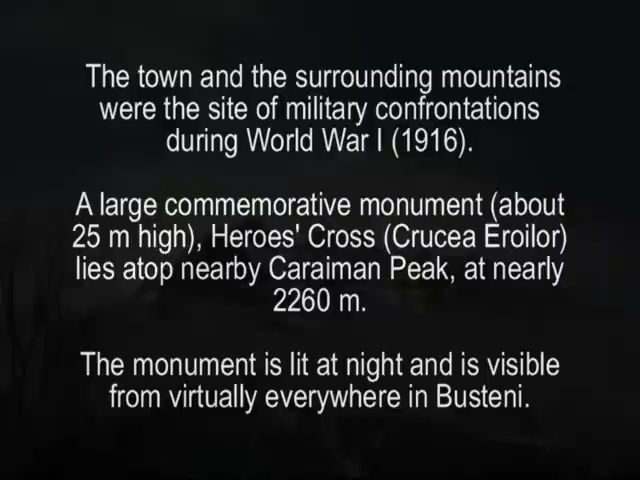 The town and the surrounding mountains
were the site of military confrontations
during World War I (1916).
A large commemorative monument (about
25 m high), Heroes' Cross (Crucea Eroilor)
lies atop nearby Caraiman Peak, at nearly
2260 m.
The monument is lit at night and is visible
from virtually everywhere in Busteni.